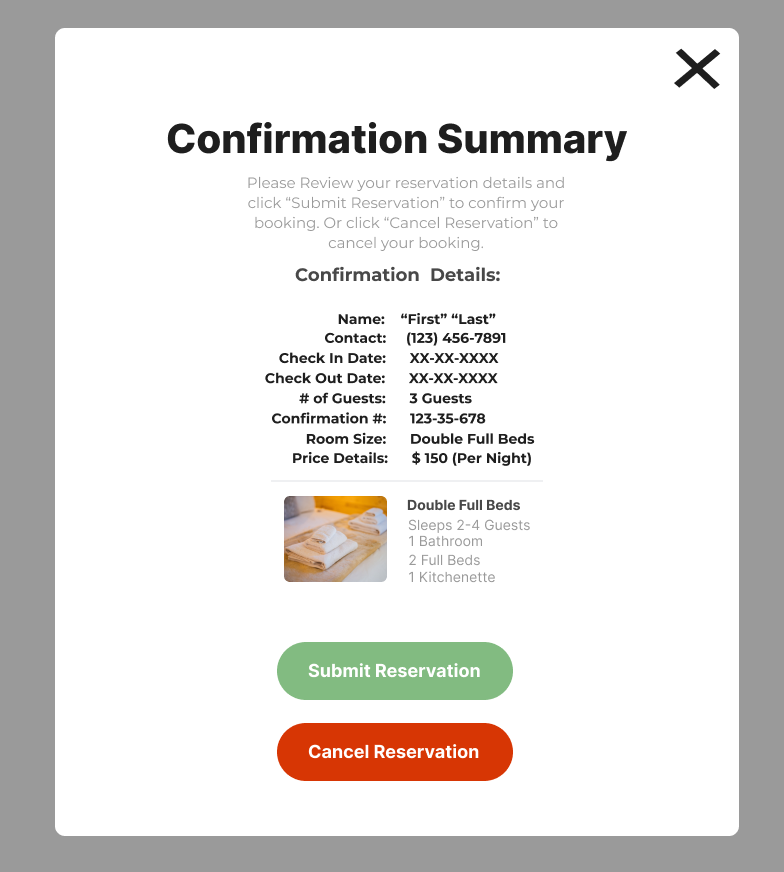 Confirmation Summary
Please Review your reservation details and
click “Submit Reservation” to confirm your
booking. Or click “Cancel Reservation” to
cancel your booking.
Confirmation Details:
Name: “First” “Last”
Contact: (123) 456-7891
Check In Date: XX-XX-XXXX
Check Out Date: XX-XX-XXXX
# of Guests: 3 Guests
Confirmation #: 123-35-678
Room Size: Double Full Beds
Price Details: $ 150 (Per Night)
Double Full Beds
Sleeps 2-4 Guests
1 Bathroom
2 Full Beds
1 Kitchenette
Submit Reservation
Cancel Reservation